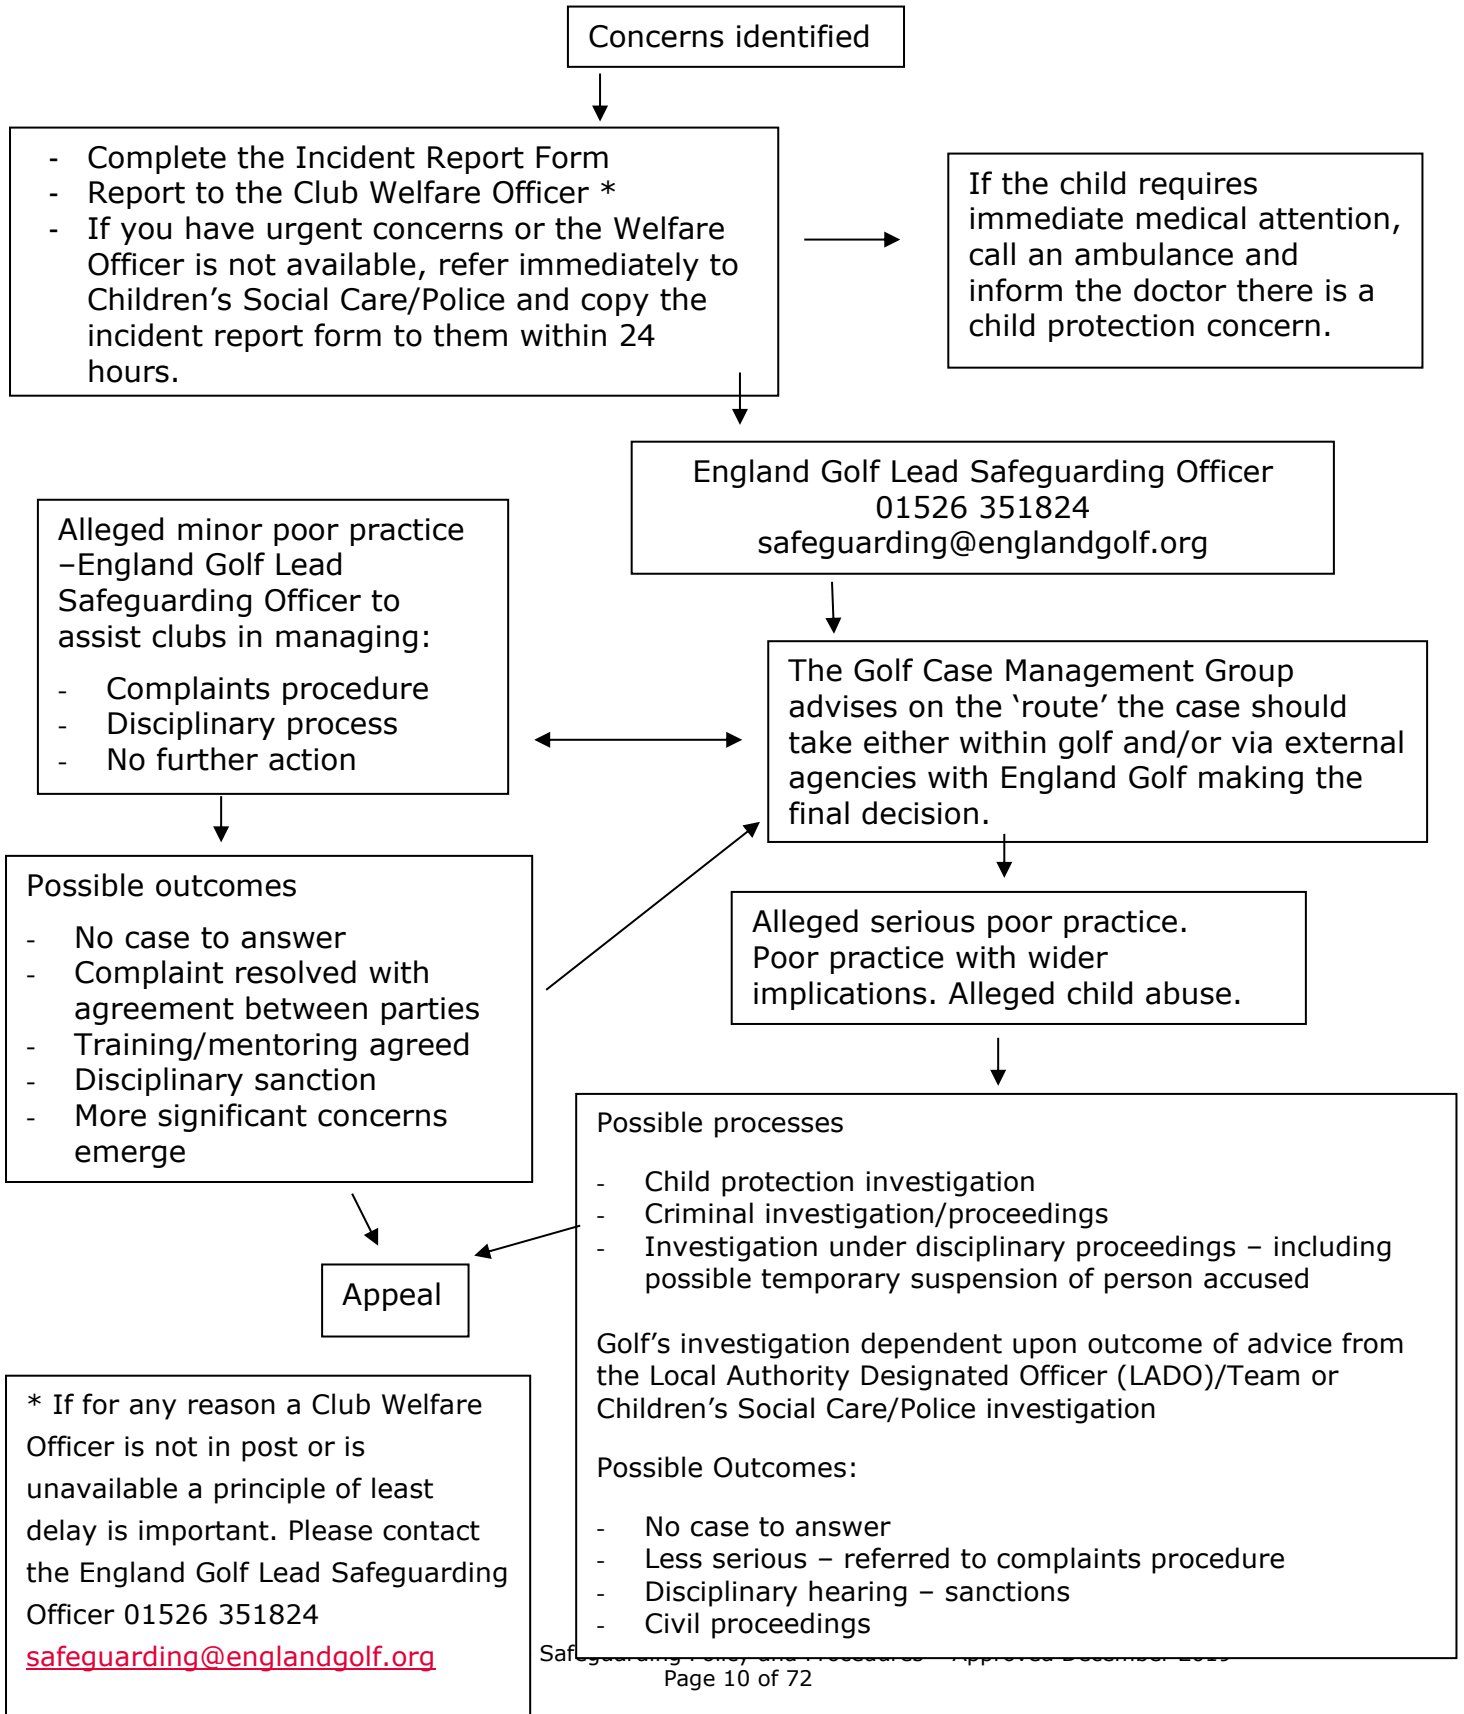 Concerns identified
- Complete the Incident Report Form
- Report to the Club Welfare Officer *
- If you have urgent concerns or the Welfare
Officer is not available, refer immediately to
Children’s Social Care/Police and copy the
incident report form to them within 24
hours.
If the child requires
immediate medical attention,
call an ambulance and
inform the doctor there is a
child protection concern.
England Golf Lead Safeguarding Officer
01526 351824
safeguarding@englandgolf.org
Alleged minor poor practice
–England Golf Lead
Safeguarding Officer to
assist clubs in managing:
- Complaints procedure
- Disciplinary process
- No further action
The Golf Case Management Group
advises on the ‘route’ the case should
take either within golf and/or via external
agencies with England Golf making the
final decision.
Possible outcomes
- No case to answer
- Complaint resolved with
agreement between parties
- Training/mentoring agreed
- Disciplinary sanction
- More significant concerns
emerge
Alleged serious poor practice.
Poor practice with wider
implications. Alleged child abuse.
Possible processes
- Child protection investigation
- Criminal investigation/proceedings
- Investigation under disciplinary proceedings – including
possible temporary suspension of person accused
Golf’s investigation dependent upon outcome of advice from
the Local Authority Designated Officer (LADO)/Team or
Children’s Social Care/Police investigation
Possible Outcomes:
- No case to answer
- Less serious – referred to complaints procedure
- Disciplinary hearing – sanctions
- Civil proceedings
Appeal
* If for any reason a Club Welfare
Officer is not in post or is
unavailable a principle of least
delay is important. Please contact
the England Golf Lead Safeguarding
Officer 01526 351824
safeguarding@englandgolf.org
Safeguarding Policy and Procedures Approved December 2019
Page 10 of 72